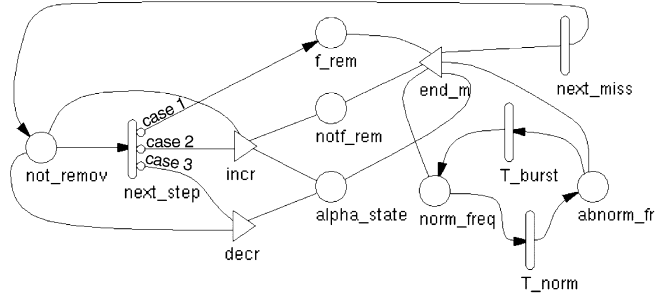 f_rem
end_m
next_miss
case 1
case 2
case 3
notf_rem
not_remov
next_step
incr
alpha_state
decr
T_burst
norm_freq
abnorm_fr
T_norm